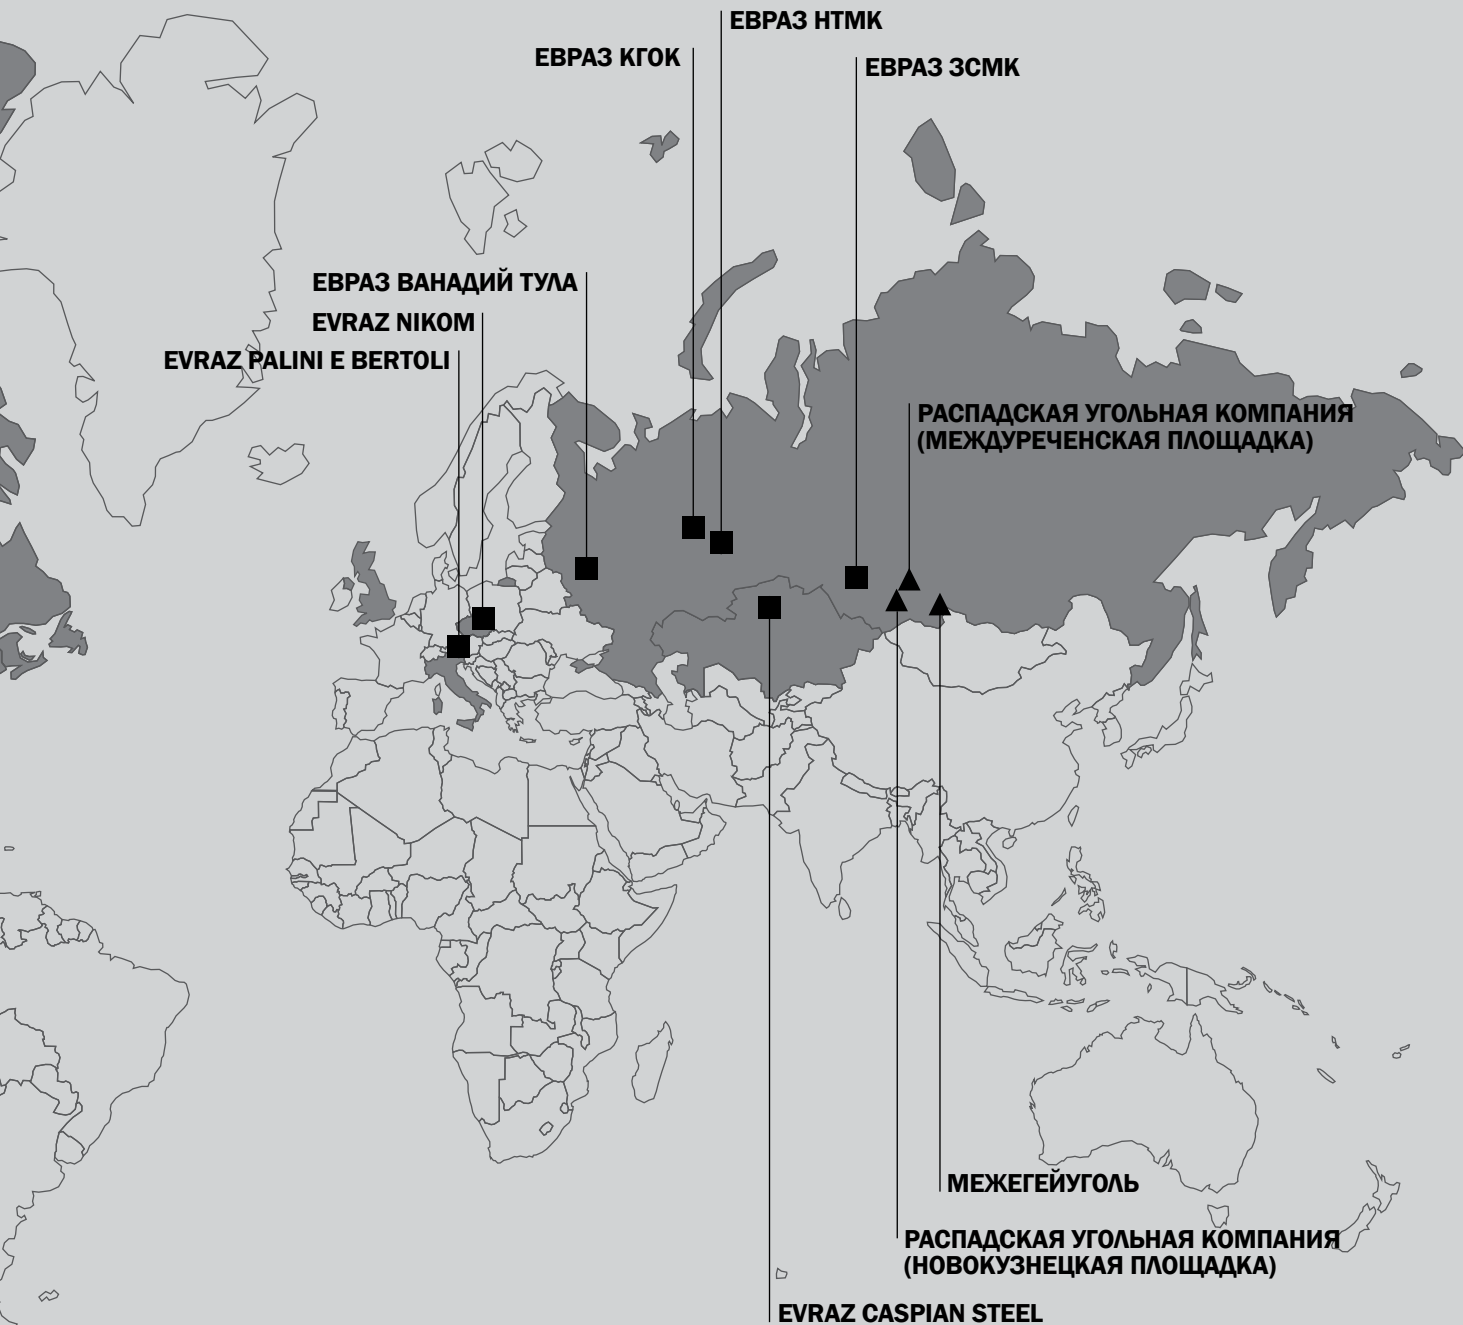 ЕВРАЗ НТМК
ЕВРАЗ КГОК
ЕВРАЗ ЗСМК
ЕВРАЗ ВАНАДИЙ ТУЛА
EVRAZ NIKOM
EVRAZ PALINI E BERTOLI
РАСПАДСКАЯ УГОЛЬНАЯ КОМПАНИЯ
(МЕЖДУРЕЧЕНСКАЯ ПЛОЩАДКА)
МЕЖЕГЕЙУГОЛЬ
РАСПАДСКАЯ УГОЛЬНАЯ КОМПАНИЯ
(НОВОКУЗНЕЦКАЯ ПЛОЩАДКА)
EVRAZ CASPIAN STEEL